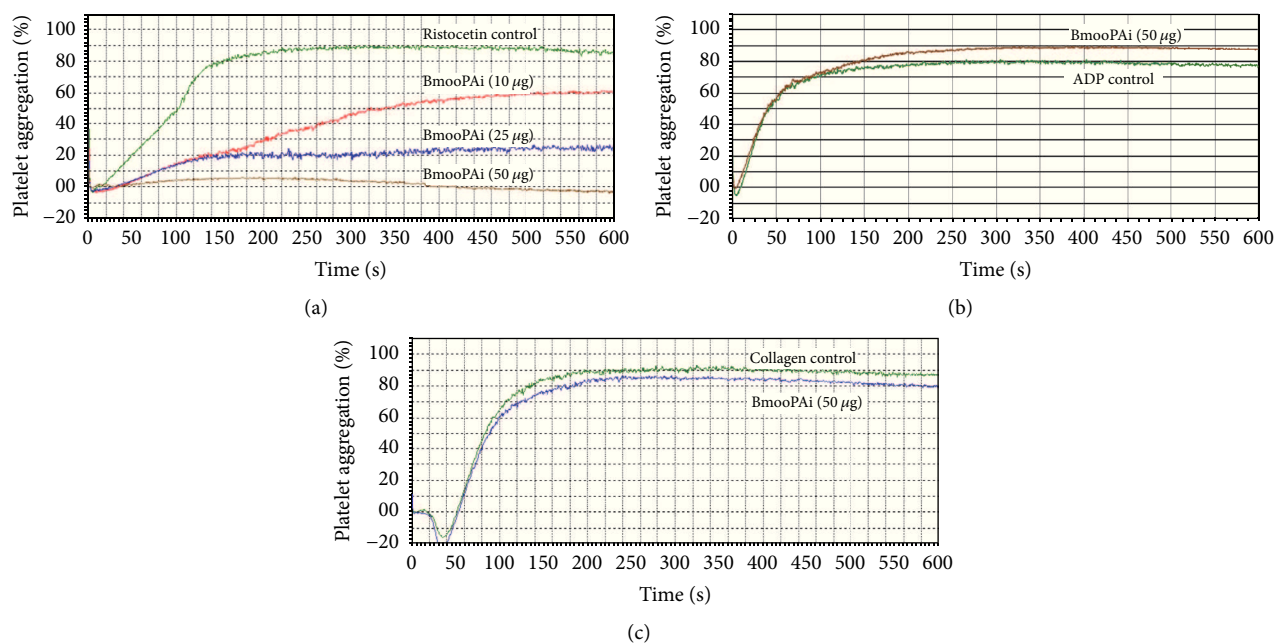 Platelet aggregation (%)
100
80
60
40
20
00
−20
Ristocetin control
BmooPAi (10 μg)
BmooPAi (25 μg)
BmooPAi (50 μg)
0 50 100 150 200 250 300 350 400 450 500 550 600
Time (s)
(a)
Platelet aggregation (%)
100
80
60
40
20
00
−20
BmooPAi (50 μg)
ADP control
0 50 100 150 200 250 300 350 400 450 500 550 600
Time (s)
(b)
Platelet aggregation (%)
100
80
60
40
20
00
−20
Collagen control
BmooPAi (50 μg)
0 50 100 150 200 250 300 350 400 450 500 550 600
Time (s)
(c)